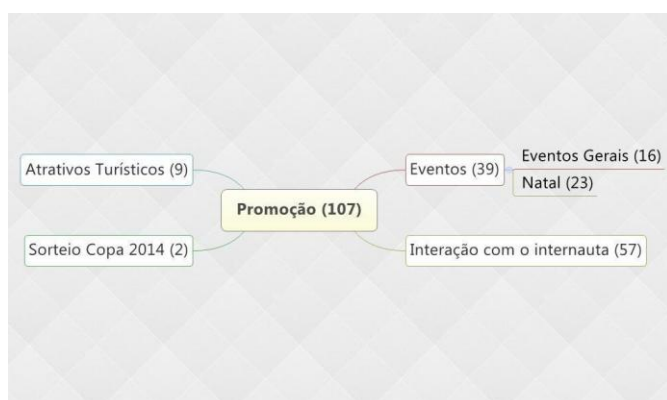 Atrativos Turísticos (9)
Sorteio Copa 2014 (2)
Promoção (107)
Eventos (39)
Eventos Gerais (16)
Natal (23)
Interação com o internauta (57)